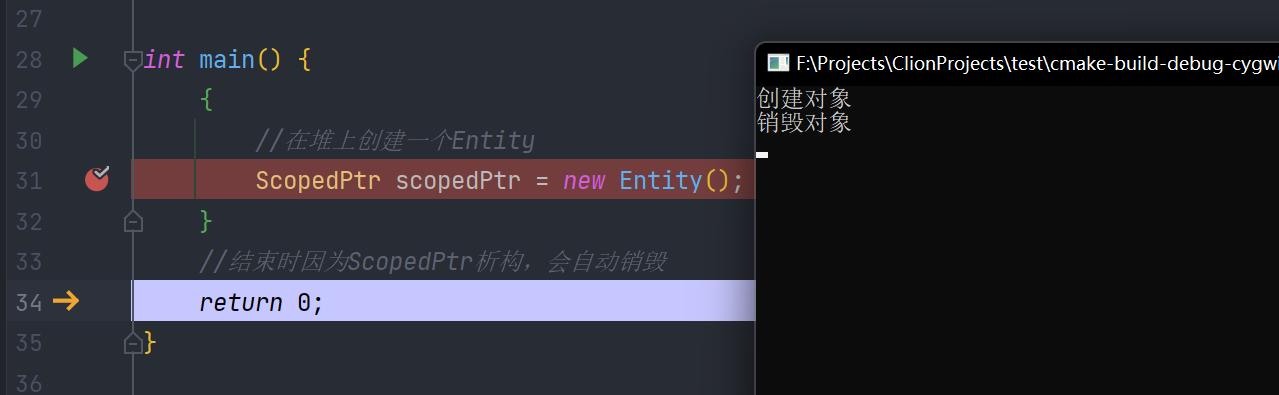 27
28 int main() {
29 {
30 //在堆上创建一个Entity
31 ScopedPtr scopedPtr = new Entity();
32 }
33 //结束时因为ScopedPtr析构，会自动销毁
34 return 0;
35 }
36
F:\Projects\ClionProjects\test\cmake-build-debug-cygwi
创建对象
销毁对象